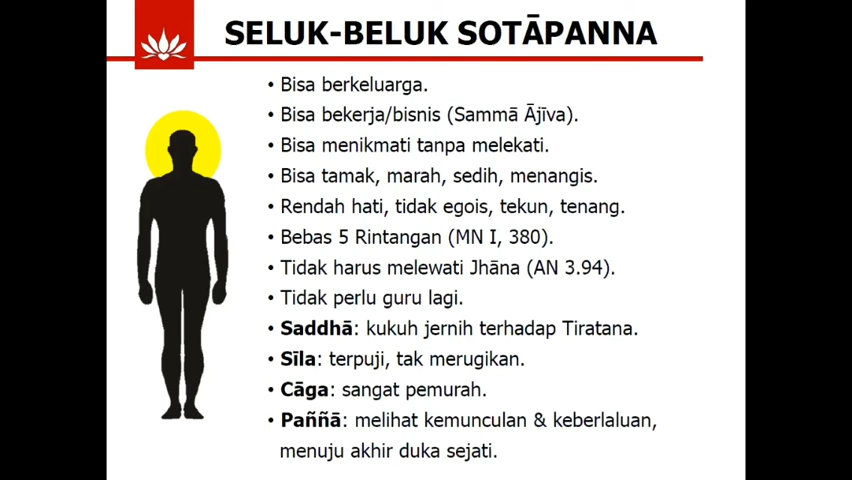 SELUK-BELUK SOTĀPANNA
• Bisa berkeluarga.
• Bisa bekerja/bisnis (Sammā Ājīva).
• Bisa menikmati tanpa melekati.
• Bisa tamak, marah, sedih, menangis.
• Rendah hati, tidak egois, tekun, tenang.
• Bebas 5 Rintangan (MN I, 380).
• Tidak harus melewati Jhāna (AN 3.94).
• Tidak perlu guru lagi.
• Saddhā: kukuh jernih terhadap Tiratana.
• Sīla: terpuji, tak merugikan.
• Cāga: sangat pemurah.
• Paññā: melihat kemunculan & keberlaluan,
menuju akhir duka sejati.